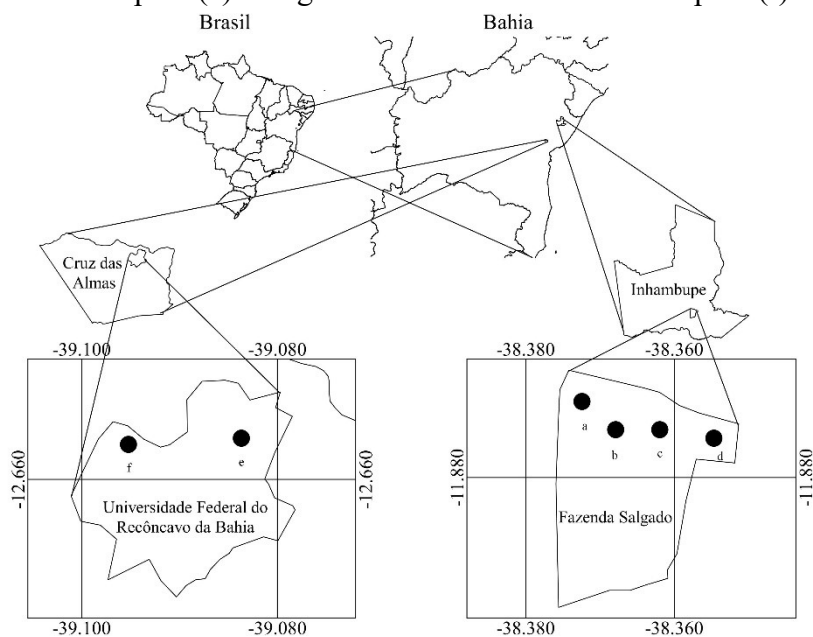 Brasil
Bahia
Cruz das
Almas
Inhambupe
-39.100
-39.080
-38.380
-38.360
-12.660
-12.660
-11.880
-11.880
f
e
a
b
c
d
Universidade Federal do
Recôncavo da Bahia
Fazenda Salgado
-39.100
-39.080
-38.380
-38.360